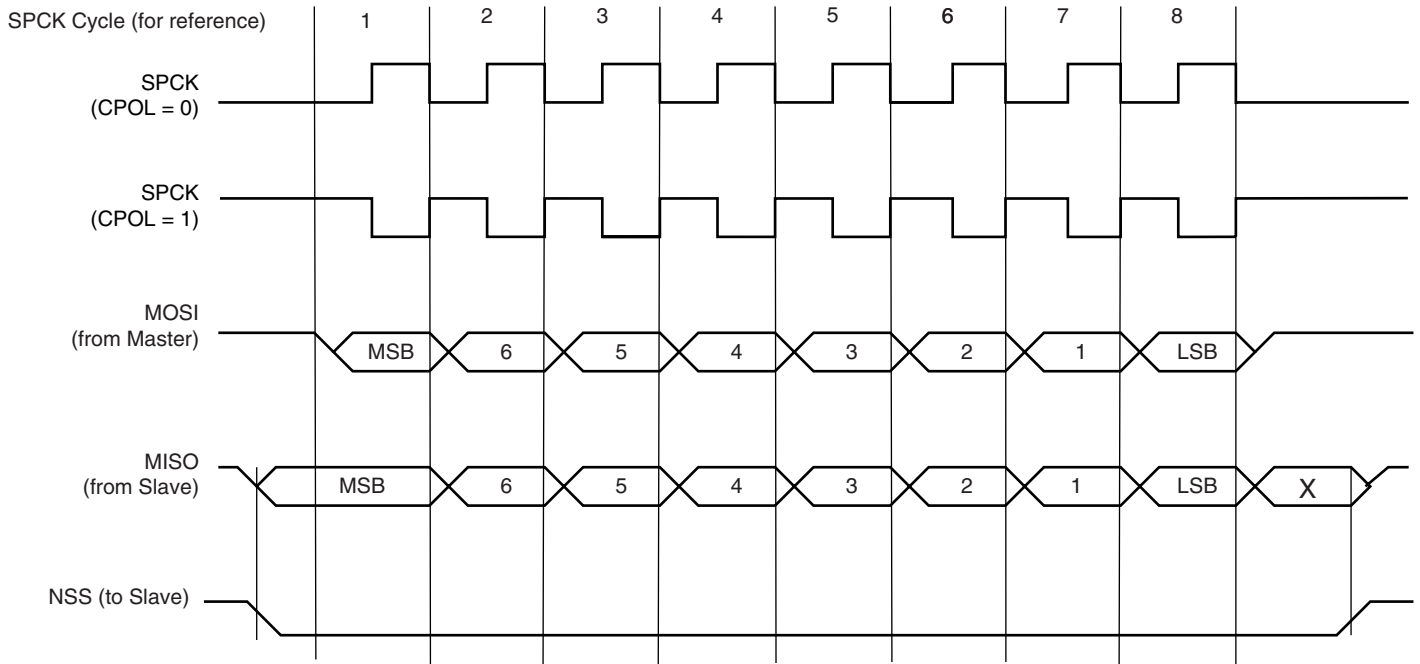 SPCK Cycle (for reference) 1 2 3 4 5 6 7 8
SPCK
(CPOL = 0)
SPCK
(CPOL = 1)
MOSI
(from Master)
MSB 6 5 4 3 2 1 LSB
MISO
(from Slave)
MSB 6 5 4 3 2 1 LSB X
NSS (to Slave)